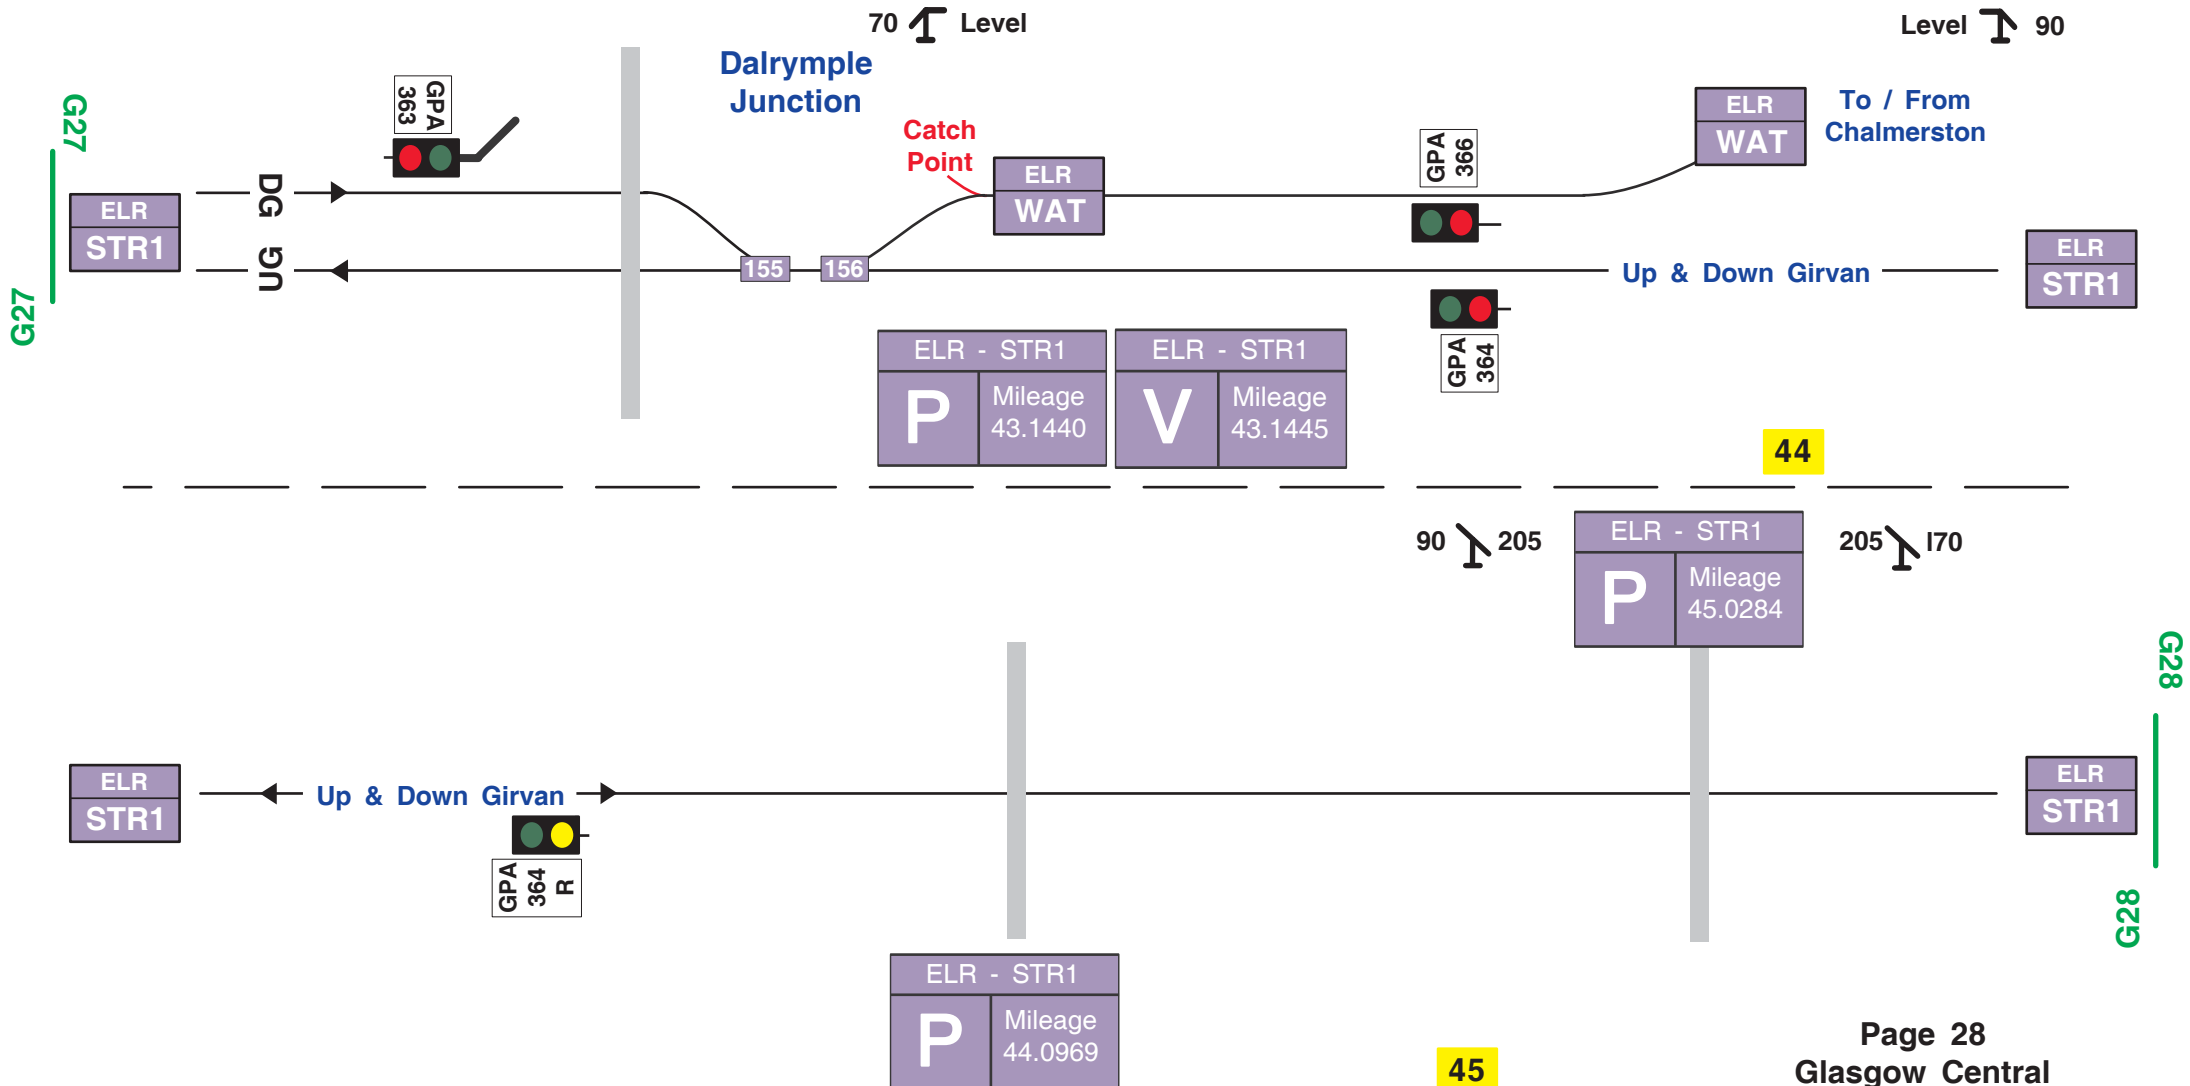 70 Level
Level 90
Dalrymple
Junction
G27
GPA
363
Catch
Point
ELR
WAT
GPA
366
ELR
WAT
To / From
Chalmerston
DG
ELR
STR1
UG
155
156
Up & Down Girvan
ELR
STR1
G27
GPA
364
ELR - STR1
P
Mileage
43.1440
ELR - STR1
V
Mileage
43.1445
44
90 205
ELR - STR1
P
Mileage
45.0284
205 I70
G28
ELR
STR1
Up & Down Girvan
ELR
STR1
GPA
364
R
G28
ELR - STR1
P
Mileage
44.0969
45
Page 28
Glasgow Central